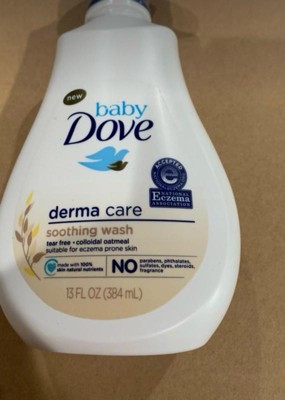 new
baby
Dove
ACCEPTED
e
NATIONAL
Eczema
ASSOCIATION
derma care
soothing wash
tear free • colloidal oatmeal
suitable for eczema prone skin
made with 100%
skin natural nutrients
NO
parabens, phthalates,
sulfates, dyes, steroids,
fragrance
13 FL OZ (384 mL)